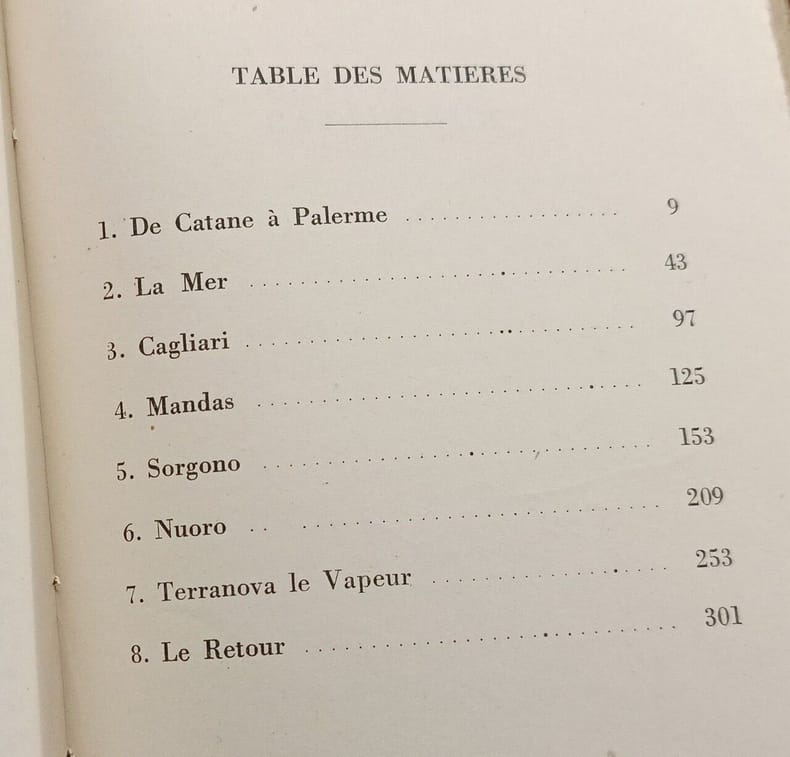 TABLE DES MATIERES
1. De Catane à Palerme .................. 9
2. La Mer ......................... 43
3. Cagliari ......................... 97
4. Mandas ......................... 125
5. Sorgono ......................... 153
6. Nuoro .. ....................... 209
7. Terranova le Vapeur ................ 253
8. Le Retour ........................ 301